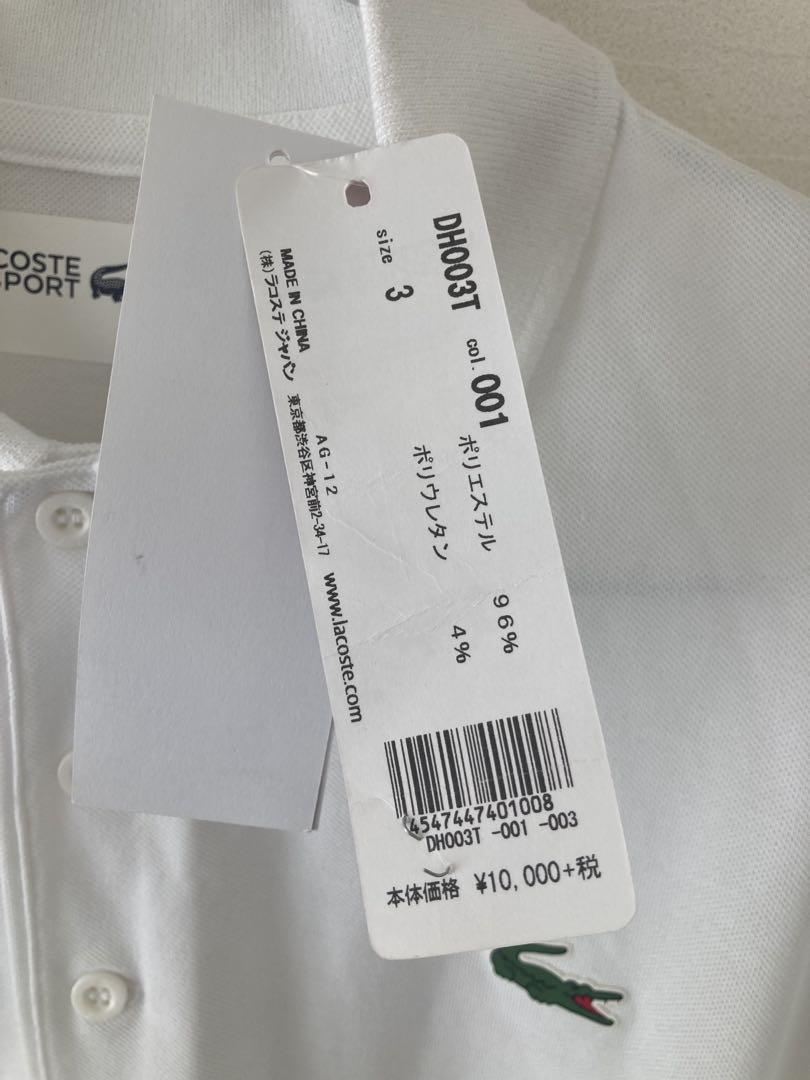 COSTE
SPORT
DH003T col. 001
size 3
ポリエステル 96%
ポリウレタン 4%
AG-12
MADE IN CHINA
(株)ラコステ ジャパン 東京都渋谷区神宮前2-34-17 www.lacoste.com
4547447401008
DH003T -001 -003
本体価格 ¥10,000+税